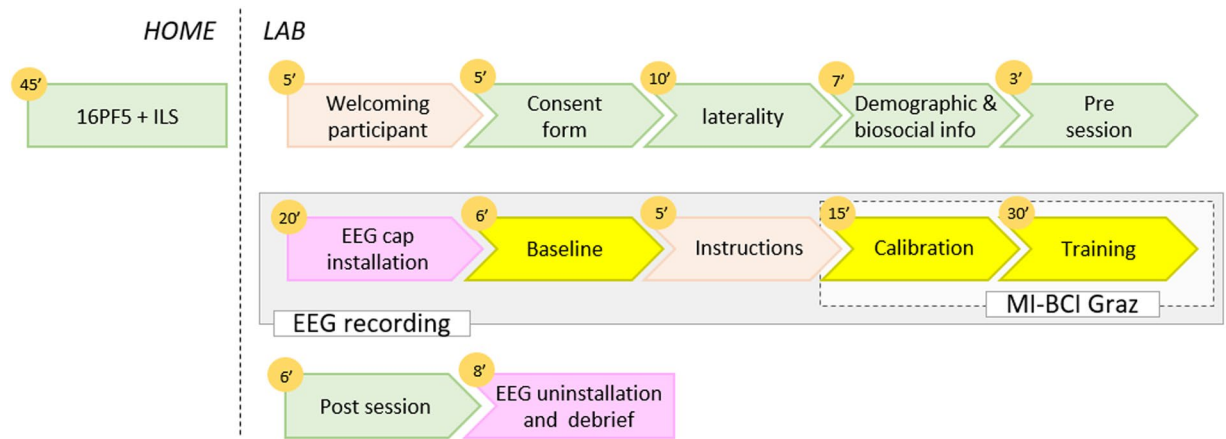 HOME
LAB
45’
16PF5 + ILS
5’
Welcoming
participant
5’
Consent
form
10’
laterality
7’
Demographic &
biosocial info
3’
Pre
session
20’
EEG cap
installation
6’
Baseline
5’
Instructions
15’
Calibration
30’
Training
MI-BCI Graz
EEG recording
6’
Post session
8’
EEG uninstallation
and debrief